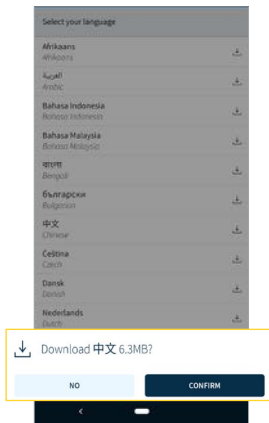 Select your language
Afrikaans
Afrikaans
العربية
Arabic
Bahasa Indonesia
Bahasa Indonesia
Bahasa Malaysia
Bahasa Malaysia
বাংলা
Bengali
български
Bulgarian
中文
Chinese
Čeština
Czech
Dansk
Danish
Nederlands
Dutch
Download 中文 6.3MB?
NO
CONFIRM